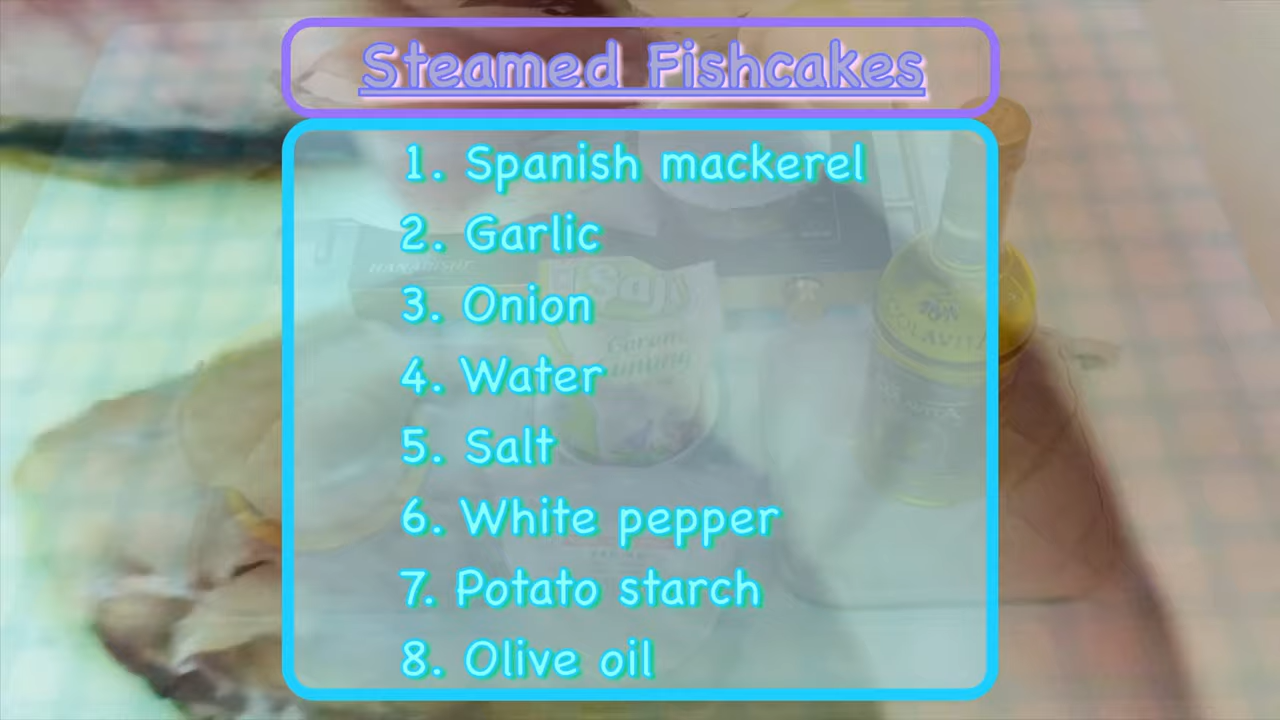 Steamed Fishcakes
1. Spanish mackerel
2. Garlic
3. Onion
4. Water
5. Salt
6. White pepper
7. Potato starch
8. Olive oil
COLAVITA